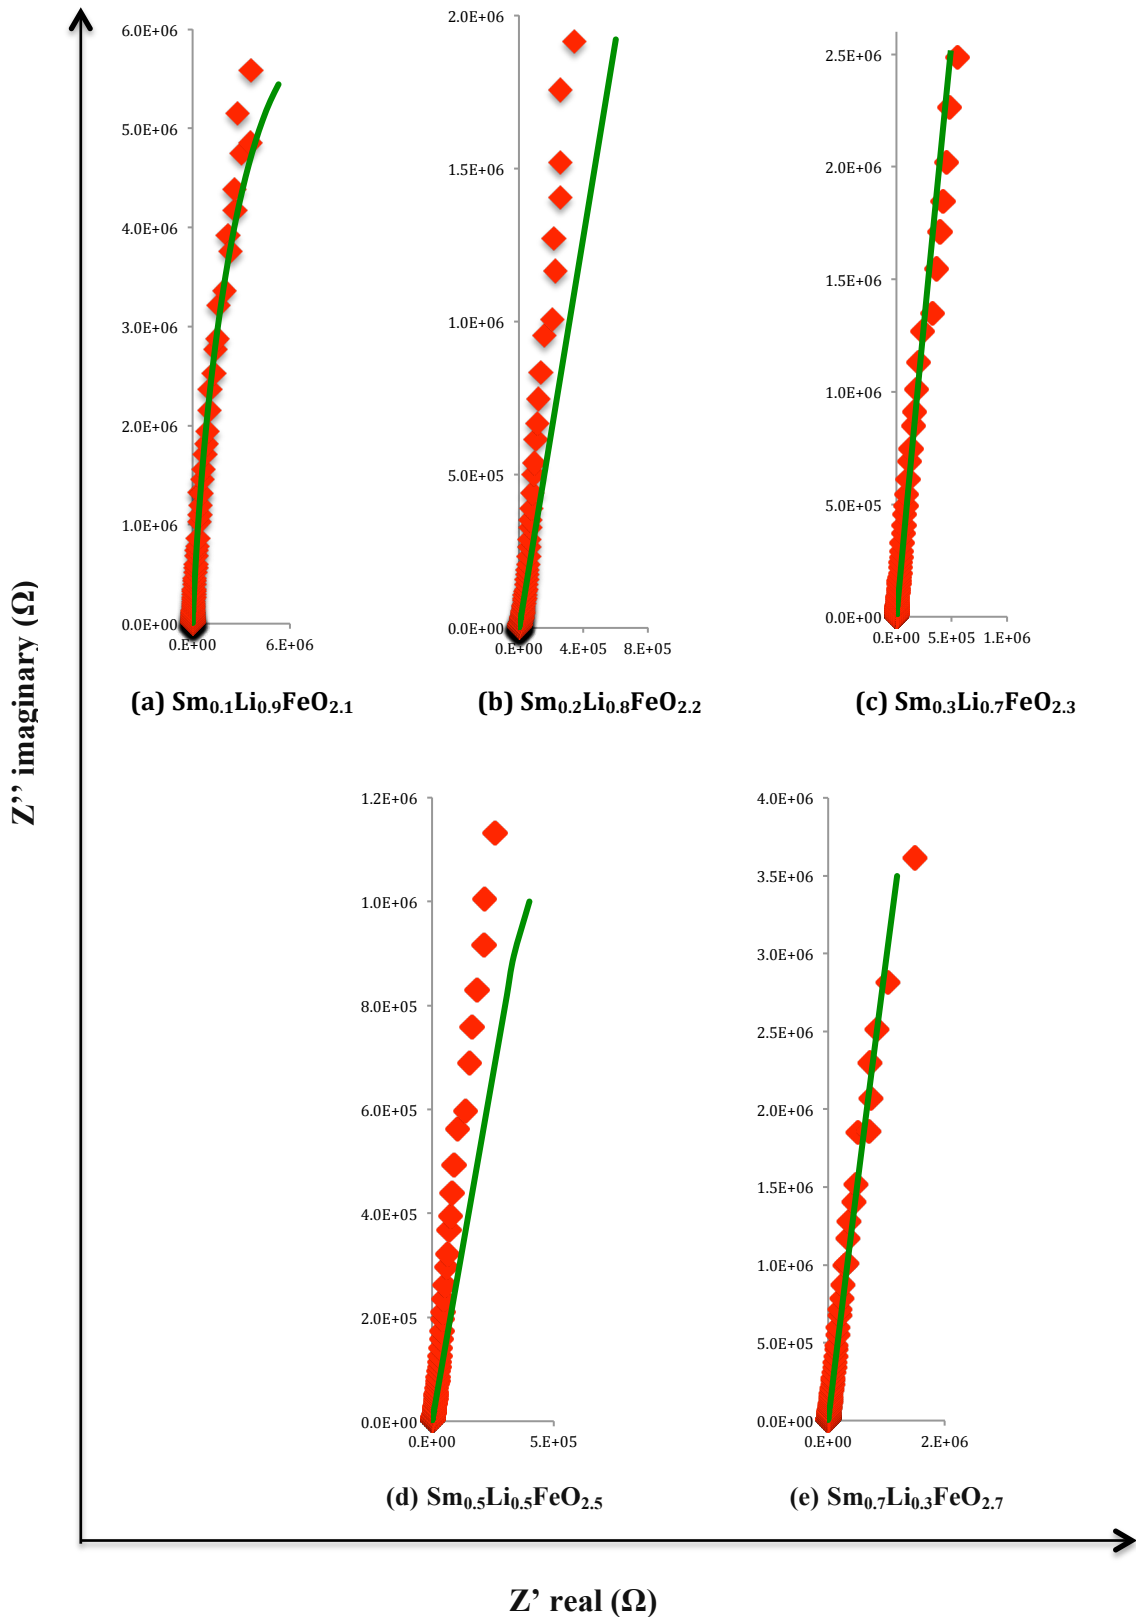 6.0E+06
5.0E+06
4.0E+06
3.0E+06
2.0E+06
1.0E+06
0.0E+00
0.E+00 6.E+06
(a) Sm0.1Li0.9FeO2.1
2.0E+06
1.5E+06
1.0E+06
5.0E+05
0.0E+00
0.E+00 4.E+05 8.E+05
(b) Sm0.2Li0.8FeO2.2
2.5E+06
2.0E+06
1.5E+06
1.0E+06
5.0E+05
0.0E+00
0.E+00 5.E+05 1.E+06
(c) Sm0.3Li0.7FeO2.3
Z’’ imaginary (Ω)
1.2E+06
1.0E+06
8.0E+05
6.0E+05
4.0E+05
2.0E+05
0.0E+00
0.E+00 5.E+05
(d) Sm0.5Li0.5FeO2.5
4.0E+06
3.5E+06
3.0E+06
2.5E+06
2.0E+06
1.5E+06
1.0E+06
5.0E+05
0.0E+00
0.E+00 2.E+06
(e) Sm0.7Li0.3FeO2.7
Z’ real (Ω)